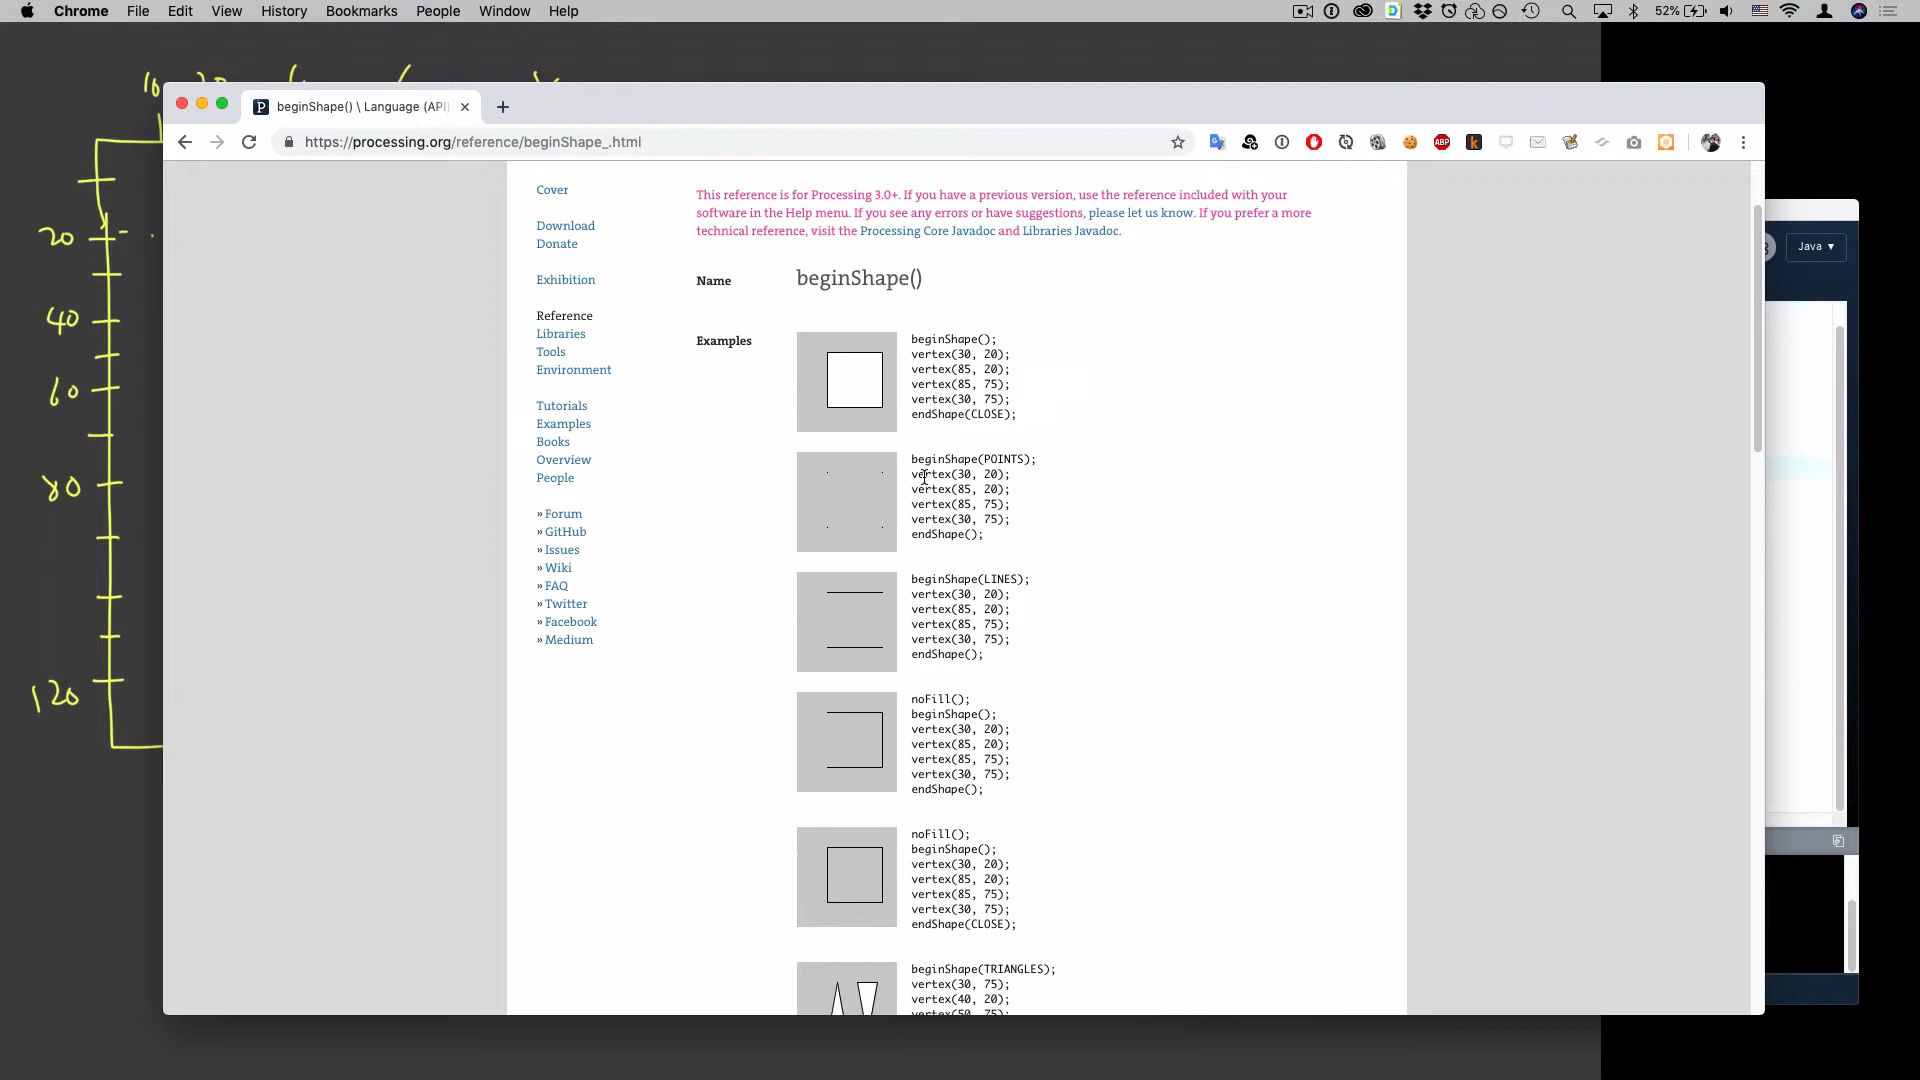 Chrome File Edit View History Bookmarks People Window Help
52%
beginShape() \ Language (API)
https://processing.org/reference/beginShape_.html
ABP
Java
20
40
60
80
120
Cover
Download
Donate
Exhibition
Reference
Libraries
Tools
Environment
Tutorials
Examples
Books
Overview
People
» Forum
» GitHub
» Issues
» Wiki
» FAQ
» Twitter
» Facebook
» Medium
This reference is for Processing 3.0+. If you have a previous version, use the reference included with your
software in the Help menu. If you see any errors or have suggestions, please let us know. If you prefer a more
technical reference, visit the Processing Core Javadoc and Libraries Javadoc.
Name beginShape()
Examples
beginShape();
vertex(30, 20);
vertex(85, 20);
vertex(85, 75);
vertex(30, 75);
endShape(CLOSE);
beginShape(POINTS);
vertex(30, 20);
vertex(85, 20);
vertex(85, 75);
vertex(30, 75);
endShape();
beginShape(LINES);
vertex(30, 20);
vertex(85, 20);
vertex(85, 75);
vertex(30, 75);
endShape();
noFill();
beginShape();
vertex(30, 20);
vertex(85, 20);
vertex(85, 75);
vertex(30, 75);
endShape();
noFill();
beginShape();
vertex(30, 20);
vertex(85, 20);
vertex(85, 75);
vertex(30, 75);
endShape(CLOSE);
beginShape(TRIANGLES);
vertex(30, 75);
vertex(40, 20);
vertex(50, 75);